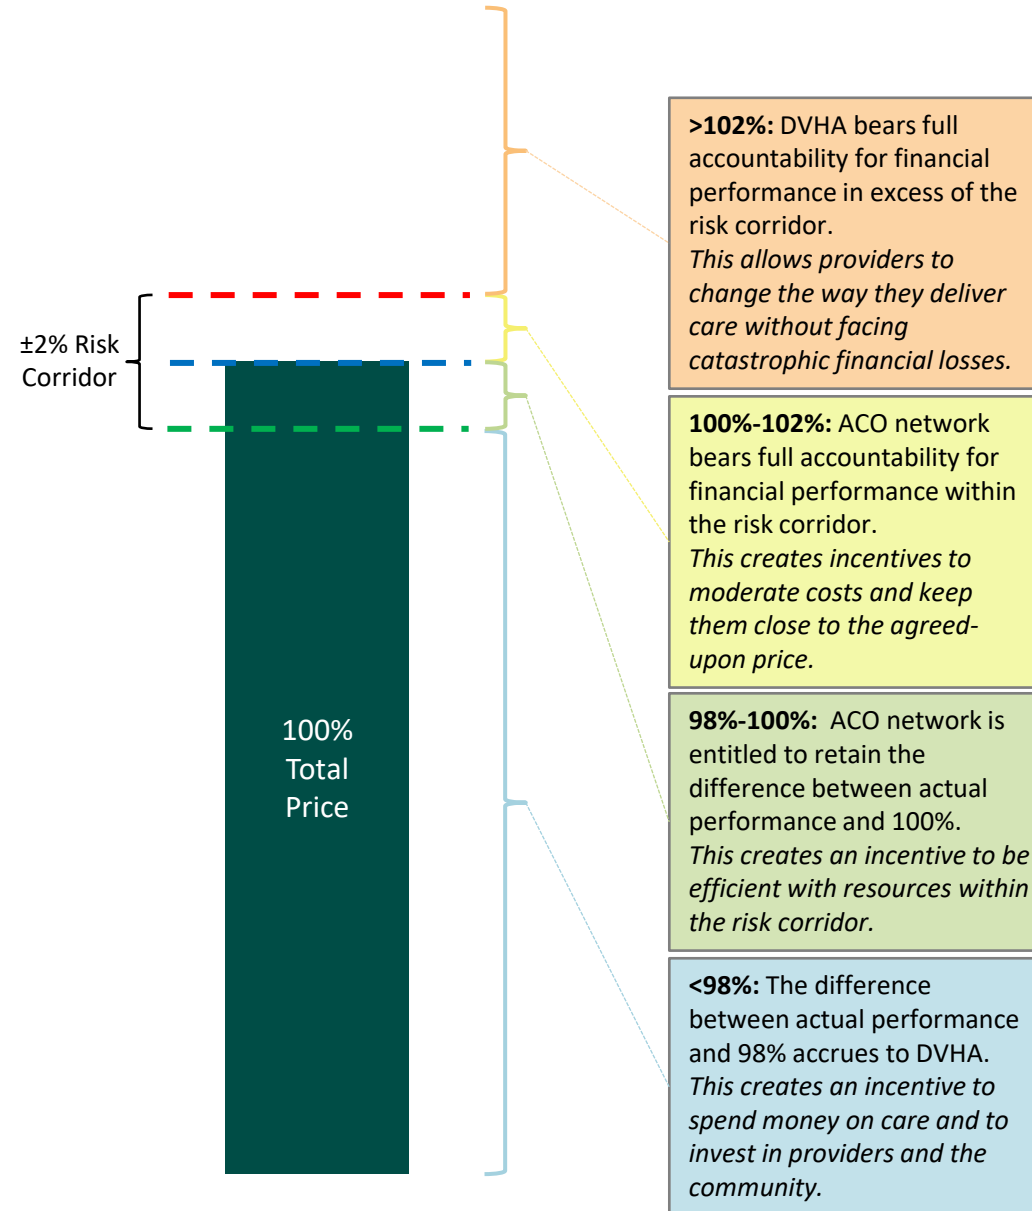 ±2% Risk
Corridor
100%
Total
Price
>102%: DVHA bears full
accountability for financial
performance in excess of the
risk corridor.
This allows providers to
change the way they deliver
care without facing
catastrophic financial losses.
100%-102%: ACO network
bears full accountability for
financial performance within
the risk corridor.
This creates incentives to
moderate costs and keep
them close to the agreed-
upon price.
98%-100%: ACO network is
entitled to retain the
difference between actual
performance and 100%.
This creates an incentive to be
efficient with resources within
the risk corridor.
<98%: The difference
between actual performance
and 98% accrues to DVHA.
This creates an incentive to
spend money on care and to
invest in providers and the
community.